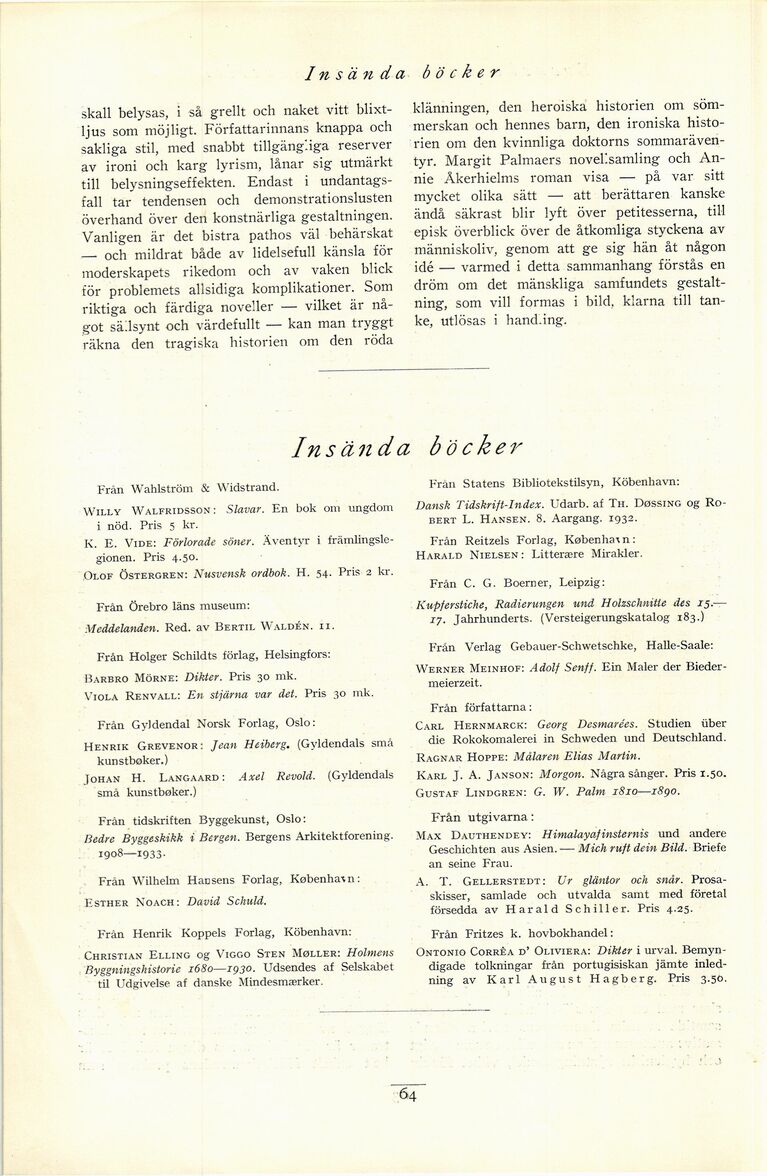 Insända böcker
skall belysas, i så grellt och naket vitt blixt-
ljus som möjligt. Författarinnans knappa och
sakliga stil, med snabbt tillgängliga reserver
av ironi och karg lyrism, lånar sig utmärkt
till belysningseffekten. Endast i undantags-
fall tar tendensen och demonstrationslusten
överhand över den konstnärliga gestaltningen.
Vanligen är det bistra pathos väl behärskat
— och mildrat både av lidelsefull känsla för
moderskapets rikedom och av vaken blick
för problemets allsidiga komplikationer. Som
riktiga och färdiga noveller — vilket är nå-
got sällsynt och värdefullt — kan man tryggt
räkna den tragiska historien om den röda
klänningen, den heroiska historien om söm-
merskan och hennes barn, den ironiska histo-
rien om den kvinnliga doktorns sommaräven-
tyr. Margit Palmaers novellsamling och An-
nie Åkerhielms roman visa — på var sitt
mycket olika sätt — att berättaren kanske
ändå säkrast blir lyft över petitesserna, till
episk överblick över de åtkomliga styckena av
människoliv, genom att ge sig hän åt någon
idé — varmed i detta sammanhang förstås en
dröm om det mänskliga samfundets gestalt-
ning, som vill formas i bild, klarna till tan-
ke, utlösas i handling.
Insända böcker
Från Wahlström & Widstrand.
WILLY WALFRIDSSON: Slavar. En bok om ungdom
i nöd. Pris 5 kr.
K. E. VIDE: Förlorade söner. Äventyr i främlingsle-
gionen. Pris 4.50.
OLOF ÖSTERGREN: Nusvensk ordbok. H. 54. Pris 2 kr.
Från Örebro läns museum:
Meddelanden. Red. av BERTIL WALDÉN. 11.
Från Holger Schildts förlag, Helsingfors:
BARBRO MÖRNE: Dikter. Pris 30 mk.
VIOLA RENVALL: En stjärna var det. Pris 30 mk.
Från Gyldendal Norsk Forlag, Oslo:
HENRIK GREVENOR: Jean Heiberg. (Gyldendals små
kunstbøker.)
JOHAN H. LANGAARD: Axel Revold. (Gyldendals
små kunstbøker.)
Från tidskriften Byggekunst, Oslo:
Bedre Byggeskikk i Bergen. Bergens Arkitektforening.
1908—1933.
Från Wilhelm Hansens Forlag, København:
ESTHER NOACH: David Schuld.
Från Henrik Koppels Forlag, Köbenhavn:
CHRISTIAN ELLING og VIGGO STEN MØLLER: Holmens
Byggningshistorie 1680—1930. Udsendes af Selskabet
til Udgivelse af danske Mindesmærker.
Från Statens Bibliotekstilsyn, Köbenhavn:
Dansk Tidskrift-Index. Udarb. af TH. DØSSING og RO-
BERT L. HANSEN. 8. Aargang. 1932.
Från Reitzels Forlag, København:
HARALD NIELSEN: Litterære Mirakler.
Från C. G. Boerner, Leipzig:
Kupferstiche, Radierungen und Holzschnitte des 15.—
17. Jahrhunderts. (Versteigerungskatalog 183.)
Från Verlag Gebauer-Schwetschke, Halle-Saale:
WERNER MEINHOF: Adolf Senff. Ein Maler der Bieder-
meierzeit.
Från författarna:
CARL HERNMARCK: Georg Desmarées. Studien über
die Rokokomalerei in Schweden und Deutschland.
RAGNAR HOPPE: Målaren Elias Martin.
KARL J. A. JANSON: Morgon. Några sånger. Pris 1.50.
GUSTAF LINDGREN: G. W. Palm 1810—1890.
Från utgivarna:
MAX DAUTHENDEY: Himalayafinsternis und andere
Geschichten aus Asien. — Mich ruft dein Bild. Briefe
an seine Frau.
A. T. GELLERSTEDT: Ur gläntor och snår. Prosa-
skisser, samlade och utvalda samt med företal
försedda av Harald Schiller. Pris 4.25.
Från Fritzes k. hovbokhandel:
ONTONIO CORRÊA D' OLIVIERA: Dikter i urval. Bemyn-
digade tolkningar från portugisiskan jämte inled-
ning av Karl August Hagberg. Pris 3.50.
64